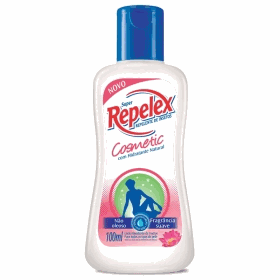 NOVO
Super
Repelex
REPELENTE DE INSETOS
Cosmetic
com Hidratante Natural
Não
oleoso
Fragrância
suave
100ml